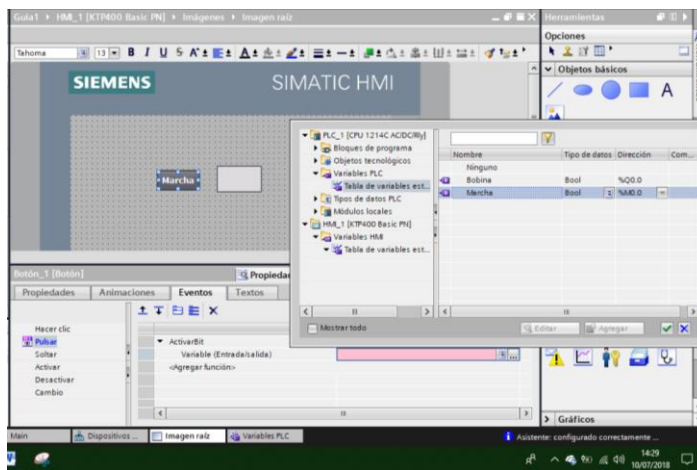 Guia1 ▸ HMI_1 [KTP400 Basic PN] ▸ Imágenes ▸ Imagen raíz
Herramientas
Opciones
Tahoma 13 B I U S A
Objetos básicos
SIEMENS SIMATIC HMI
A
PLC_1 [CPU 1214C AC/DC/Rly]
Bloques de programa
Objetos tecnológicos
Variables PLC
Tabla de variables est...
Tipos de datos PLC
Módulos locales
HMI_1 [KTP400 Basic PN]
Variables HMI
Tabla de variables est...
Nombre Tipo de datos Dirección Com...
Ninguno
Bobina Bool %Q0.0
Marcha Bool %M0.0
Marcha
Mostrar todo
Editar Agregar
Botón_1 [Botón]
Propiedades Animaciones Eventos Textos
Hacer clic
Pulsar
Soltar
Activar
Desactivar
Cambio
ActivarBit
Variable (Entrada/salida)
<Agregar función>
Gráficos
Main Dispositivos ... Imagen raíz Variables PLC
Asistente: configurado correctamente ...
14:29
10/07/2018